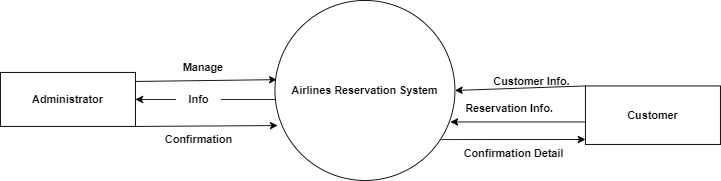 Manage
Administrator
Info
Confirmation
Airlines Reservation System
Customer Info.
Reservation Info.
Customer
Confirmation Detail